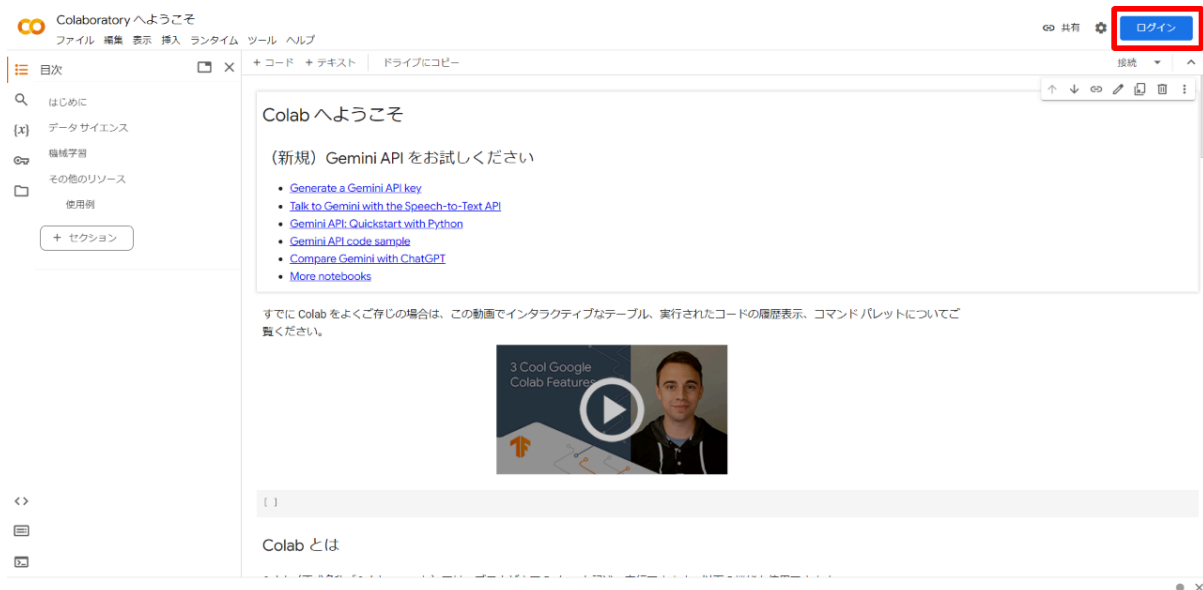 Colaboratory へようこそ
ファイル 編集 表示 挿入 ランタイム ツール ヘルプ
共有
ログイン
目次
+ コード + テキスト ドライブにコピー
接続
はじめに
{x} データ サイエンス
機械学習
その他のリソース
使用例
+ セクション
Colab へようこそ
（新規）Gemini API をお試しください
• Generate a Gemini API key
• Talk to Gemini with the Speech-to-Text API
• Gemini API: Quickstart with Python
• Gemini API code sample
• Compare Gemini with ChatGPT
• More notebooks
すでに Colab をよくご存じの場合は、この動画でインタラクティブなテーブル、実行されたコードの履歴表示、コマンド パレットについてご
覧ください。
3 Cool Google
Colab Features
[ ]
Colab とは